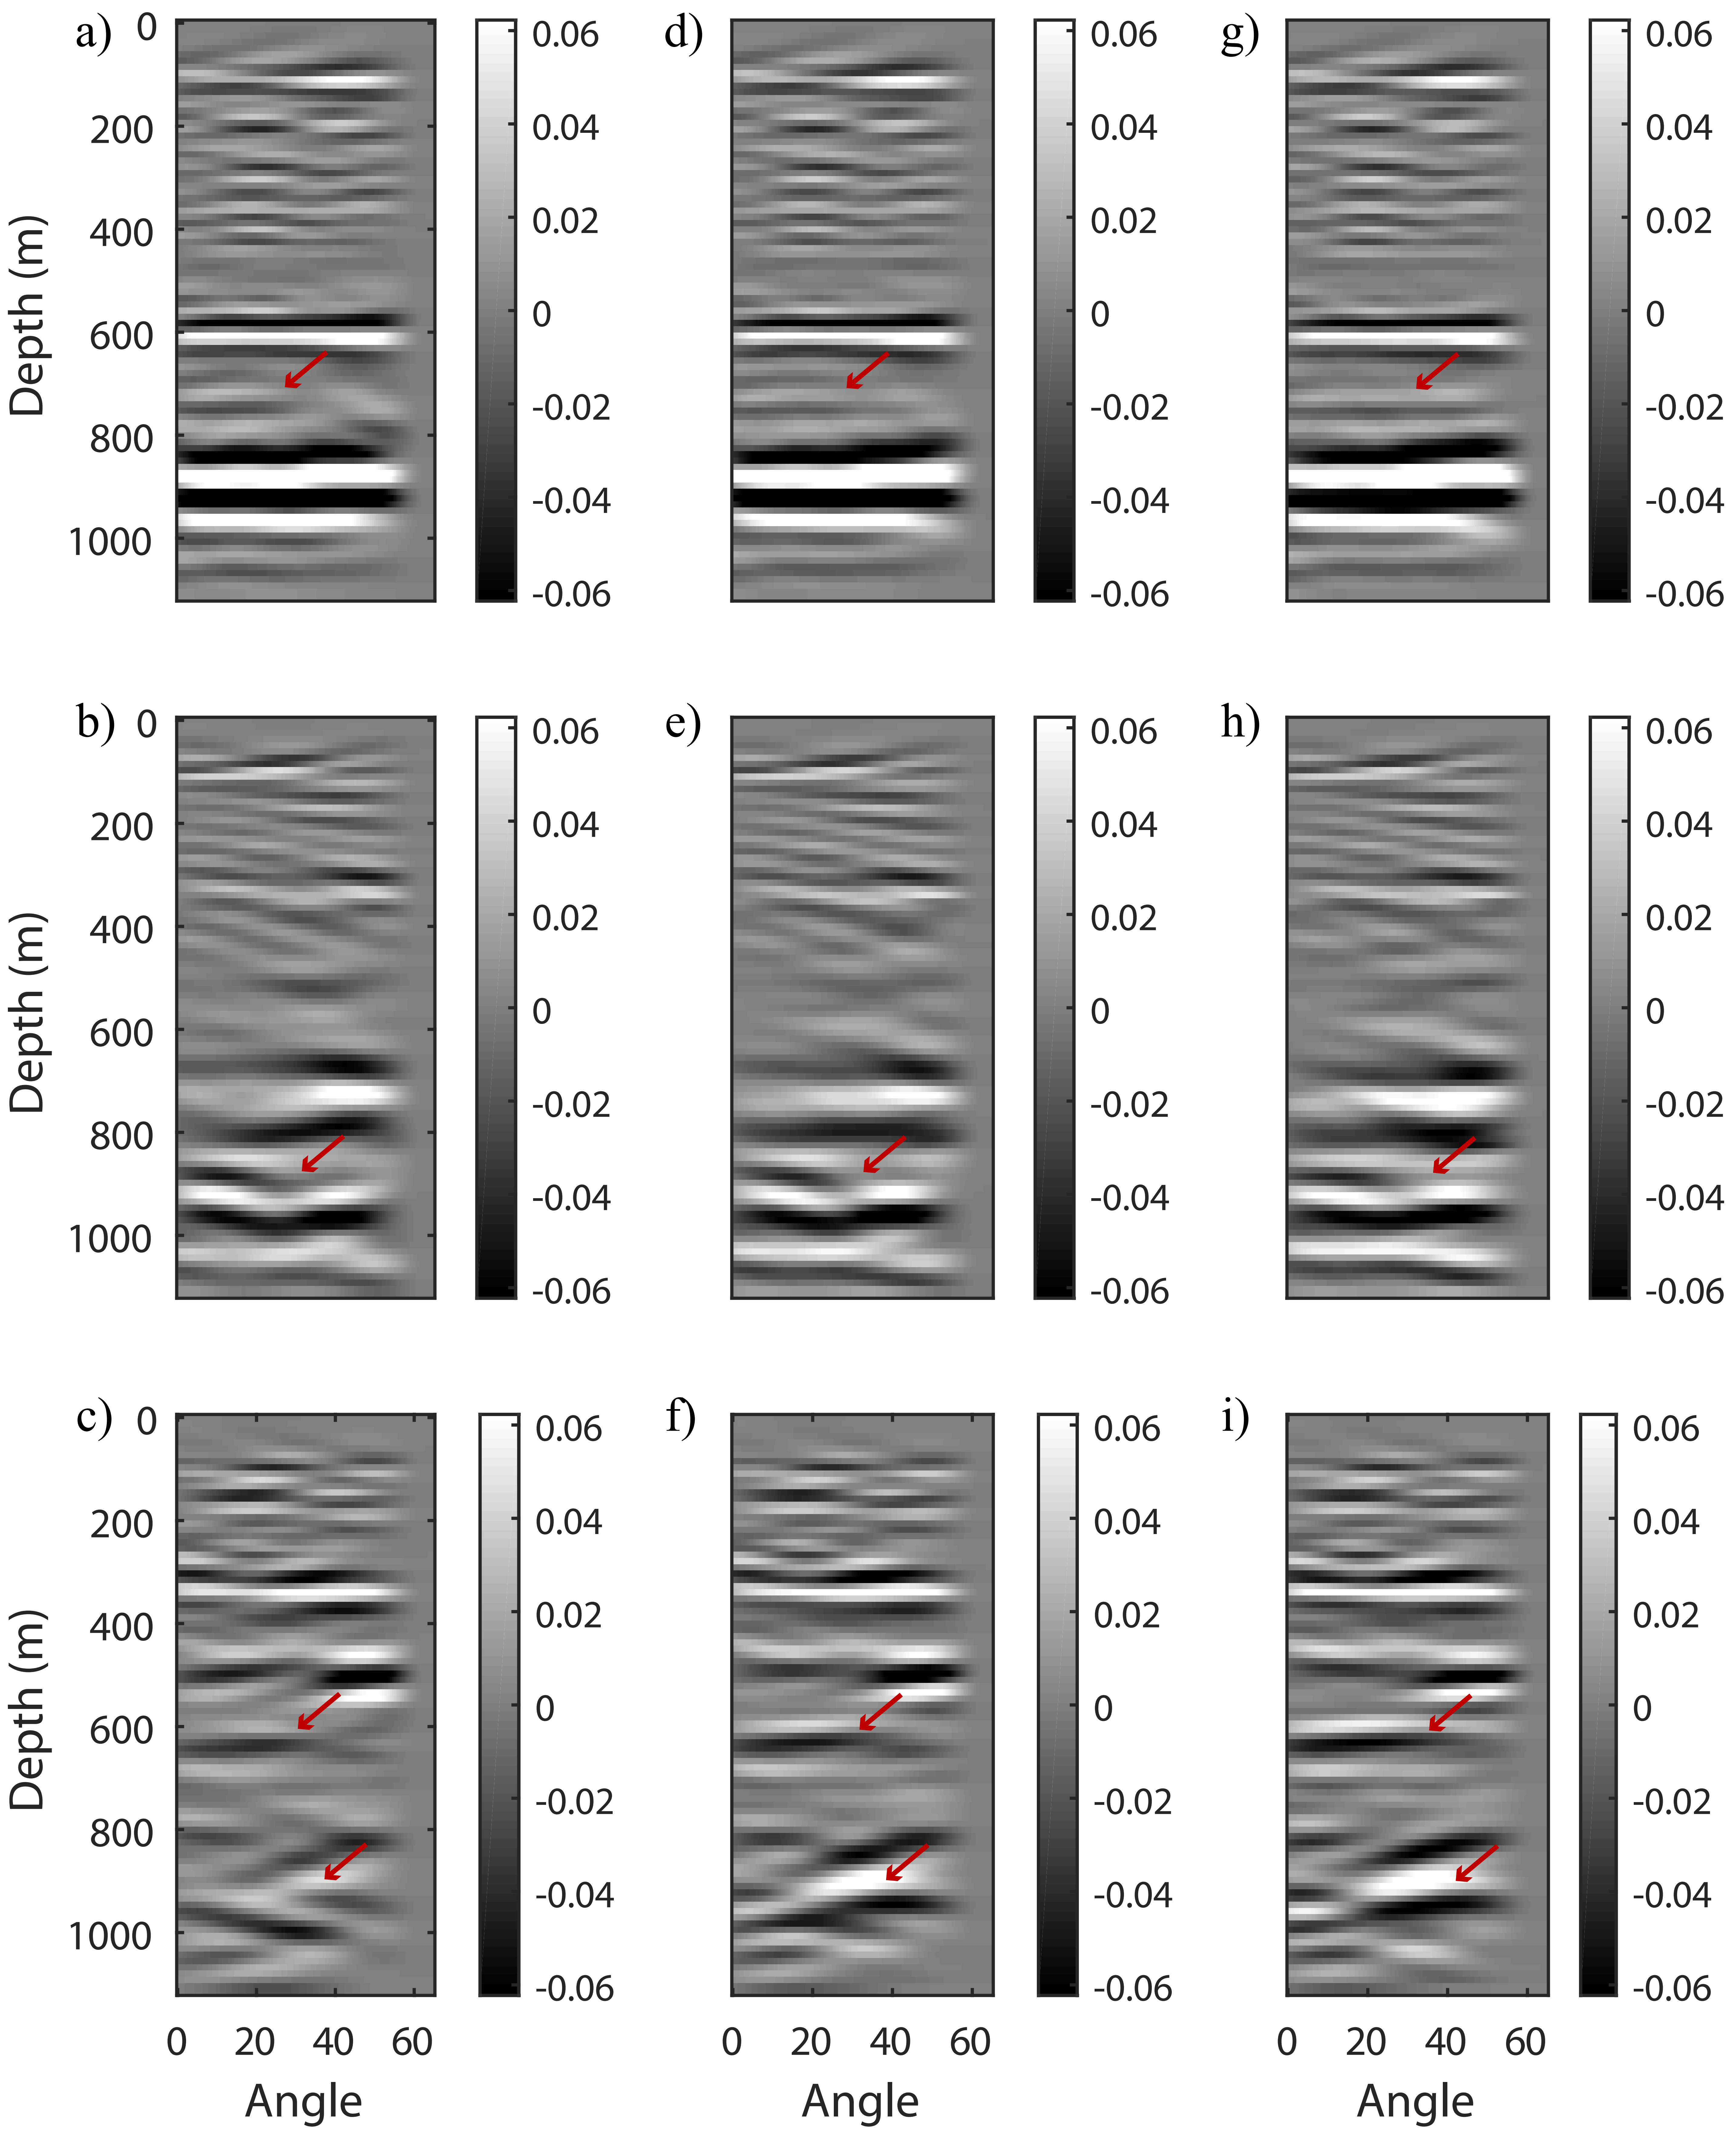 a) 0 0.06 d) 0.06 g) 0.06
200 0.04 0.04 0.04
400 0.02 0.02 0.02
Depth (m) 0 0 0
600
-0.02 -0.02 -0.02
800
-0.04 -0.04 -0.04
1000
-0.06 -0.06 -0.06
b) 0 0.06 e) 0.06 h) 0.06
200 0.04 0.04 0.04
400 0.02 0.02 0.02
Depth (m) 0 0 0
600
-0.02 -0.02 -0.02
800
-0.04 -0.04 -0.04
1000
-0.06 -0.06 -0.06
c) 0 0.06 f) 0.06 i) 0.06
200 0.04 0.04 0.04
400 0.02 0.02 0.02
Depth (m) 0 0 0
600
-0.02 -0.02 -0.02
800
-0.04 -0.04 -0.04
1000
-0.06 -0.06 -0.06
0 20 40 60 0 20 40 60 0 20 40 60
Angle Angle Angle